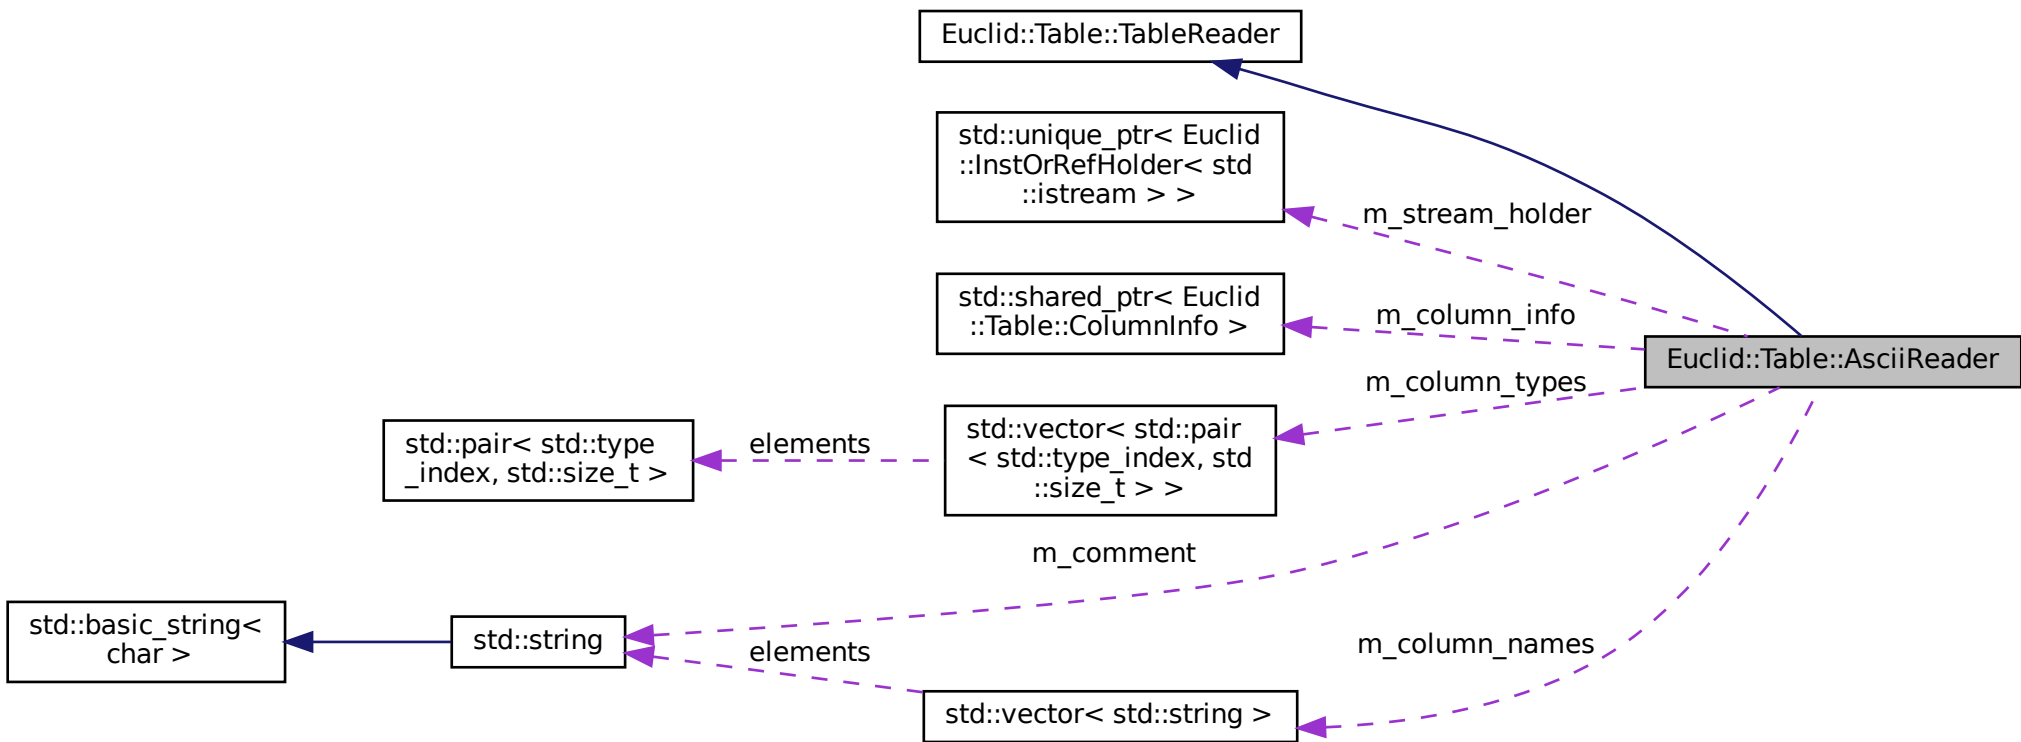 Euclid::Table::TableReader
std::unique_ptr< Euclid
::InstOrRefHolder< std
::istream > >
m_stream_holder
std::shared_ptr< Euclid
::Table::ColumnInfo >
m_column_info
Euclid::Table::AsciiReader
m_column_types
std::pair< std::type
_index, std::size_t >
elements
std::vector< std::pair
< std::type_index, std
::size_t > >
m_comment
std::basic_string<
char >
std::string
elements
m_column_names
std::vector< std::string >